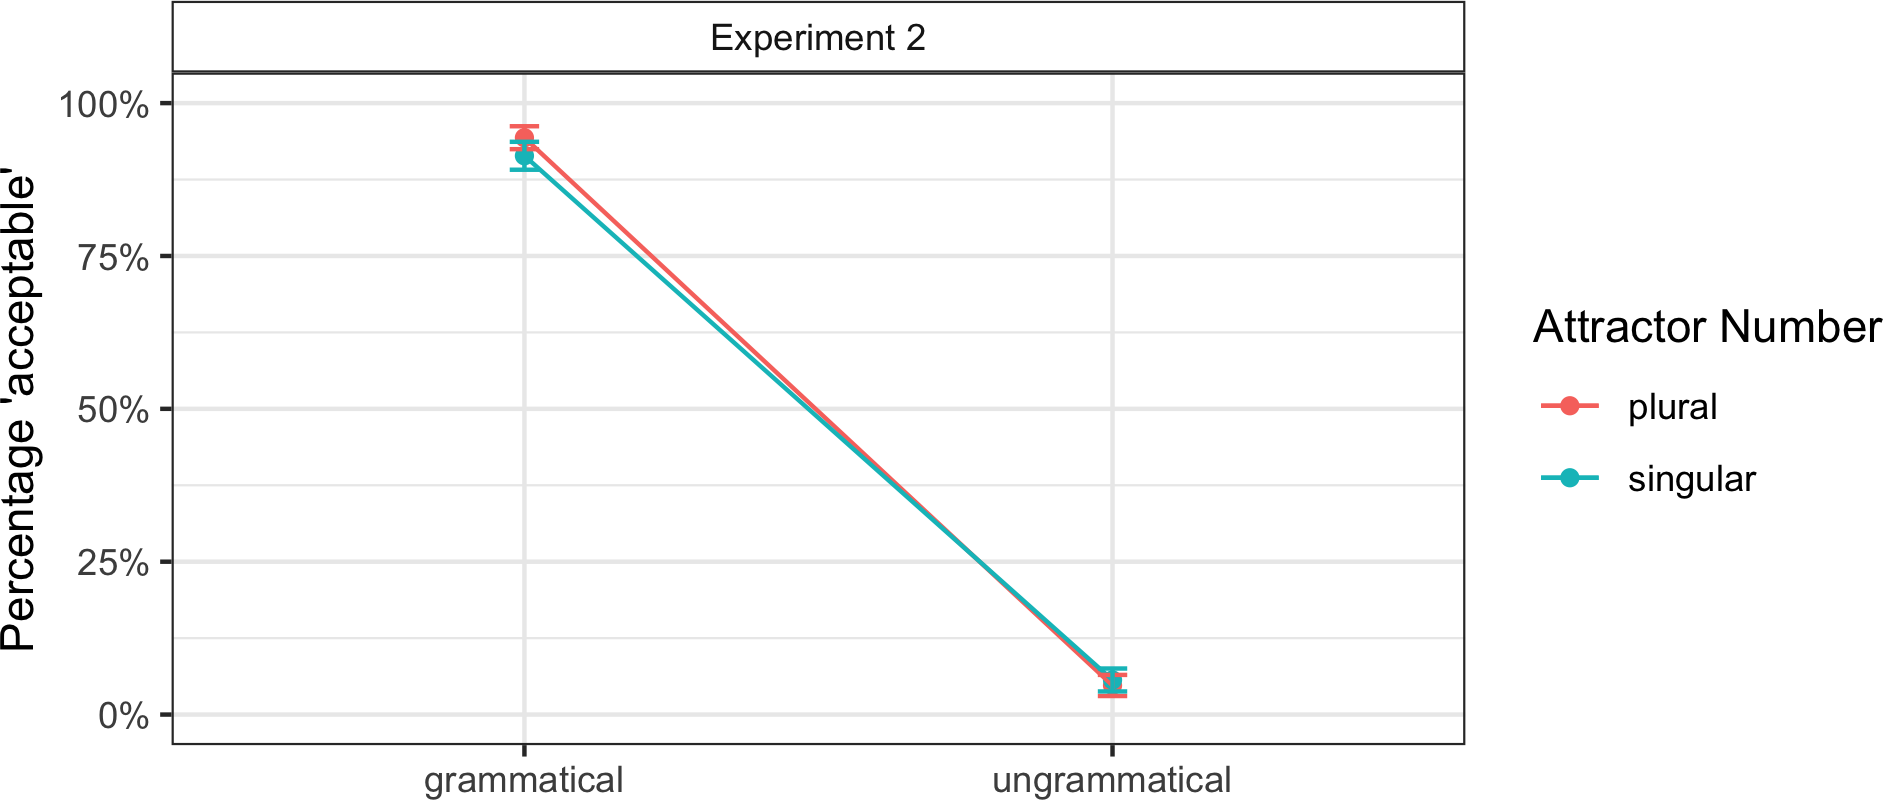 Experiment 2
Percentage 'acceptable'
100%
75%
50%
25%
0%
grammatical
ungrammatical
Attractor Number
plural
singular